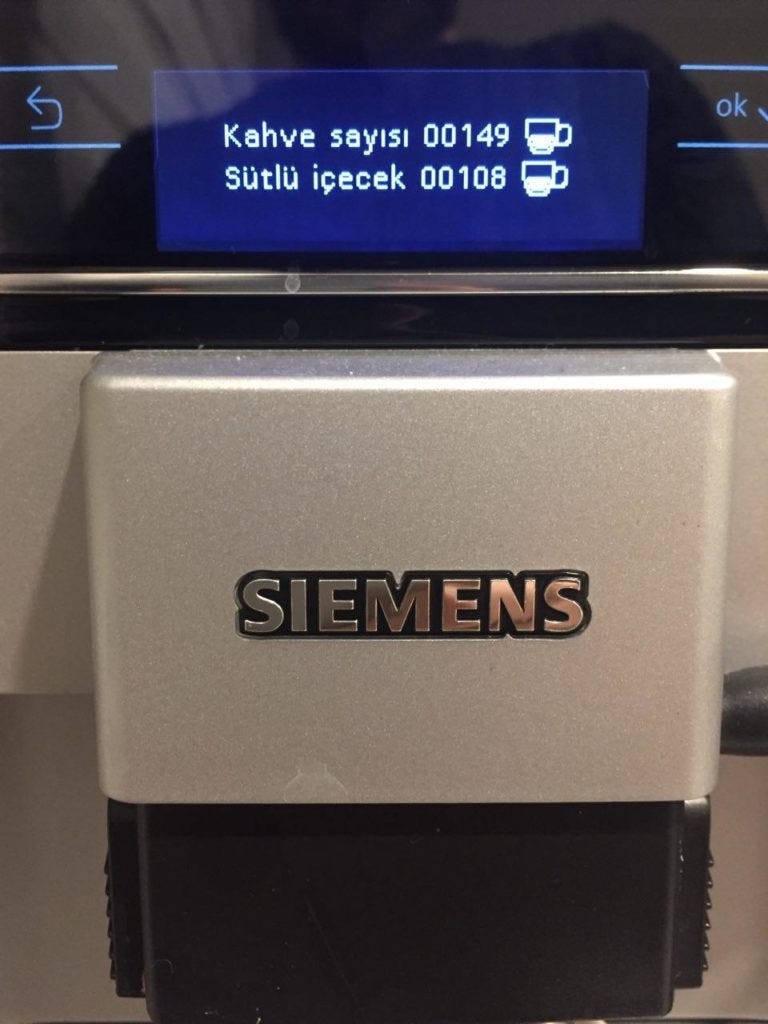 Kahve sayısı 00149
Sütlü içecek 00108
ok
SIEMENS